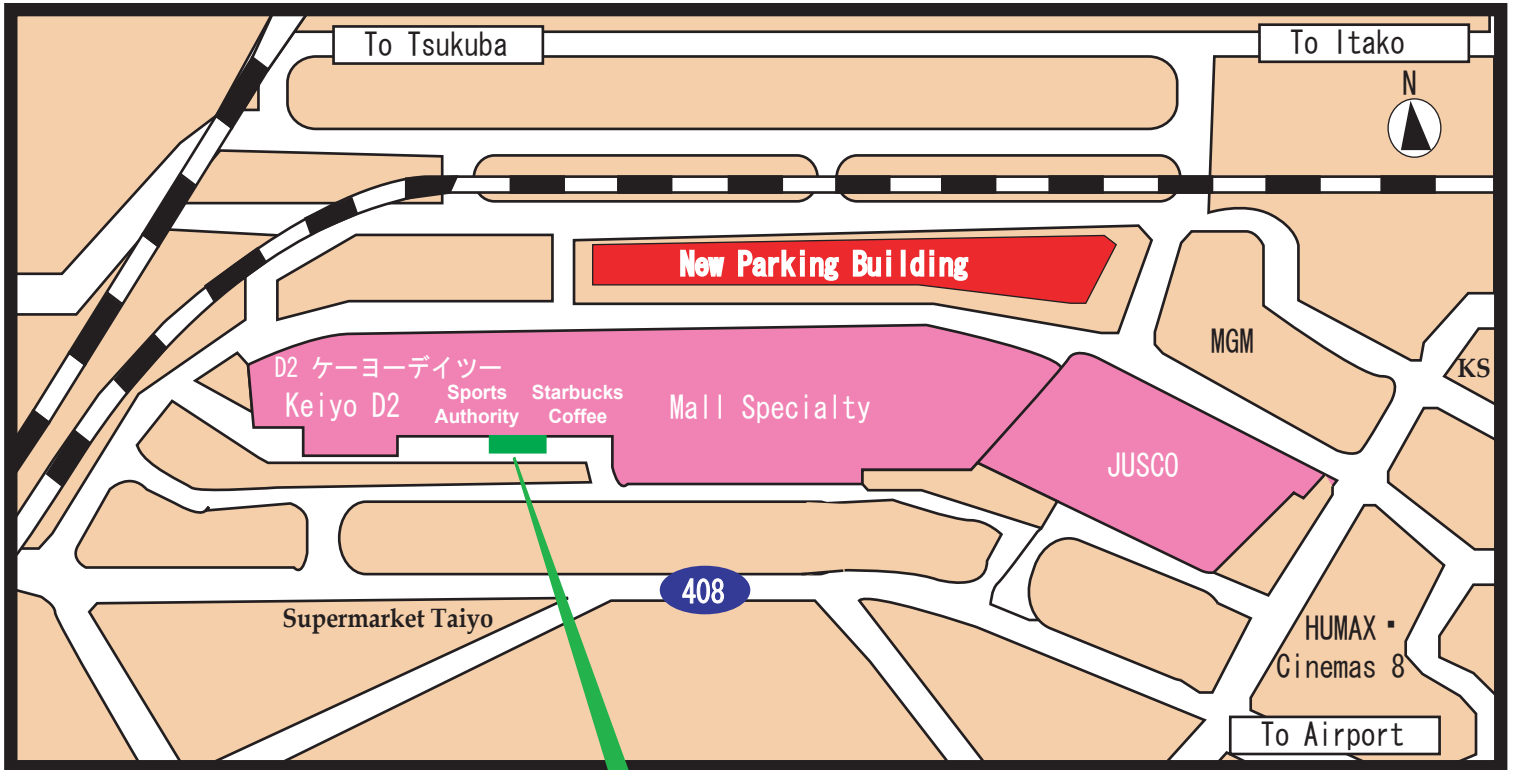 To Tsukuba
To Itako
N
New Parking Building
MGM
KS
D2 ケーヨーデイツー
Keiyo D2
Sports
Authority
Starbucks
Coffee
Mall Specialty
JUSCO
408
Supermarket Taiyo
HUMAX
Cinemas 8
To Airport